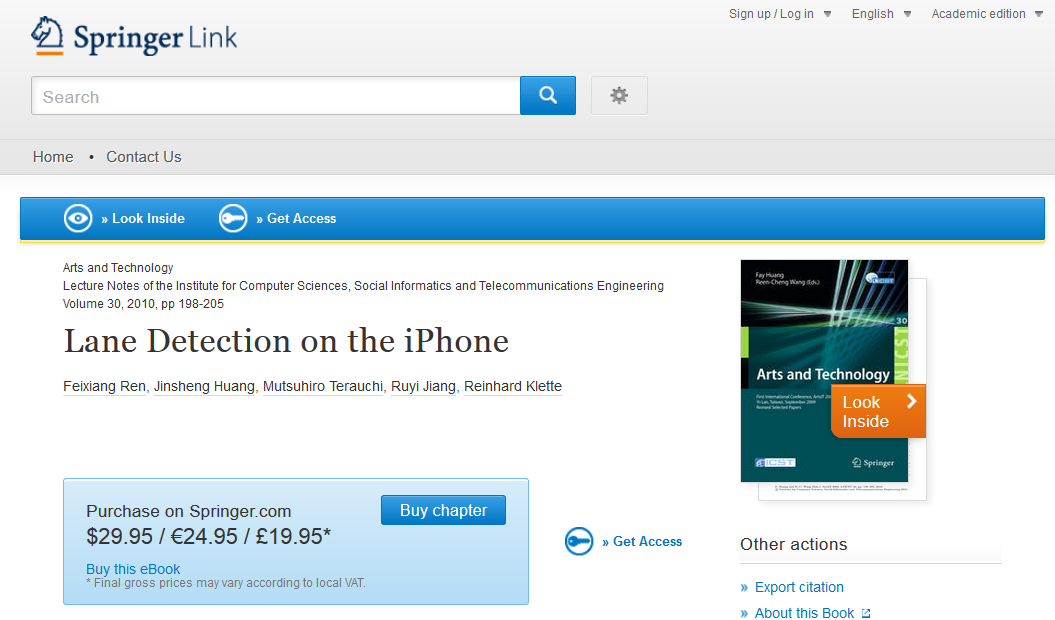 Sign up / Log in English Academic edition
Springer Link
Search
Home • Contact Us
» Look Inside » Get Access
Arts and Technology
Lecture Notes of the Institute for Computer Sciences, Social Informatics and Telecommunications Engineering
Volume 30, 2010, pp 198-205
Lane Detection on the iPhone
Feixiang Ren, Jinsheng Huang, Mutsuhiro Terauchi, Ruyi Jiang, Reinhard Klette
Fay Huang
Reen-Cheng Wang (Eds.)
30
Arts and Technology
Look
Inside
ICST
Springer
Purchase on Springer.com
Buy chapter
$29.95 / €24.95 / £19.95*
Buy this eBook
* Final gross prices may vary according to local VAT.
» Get Access
Other actions
» Export citation
» About this Book